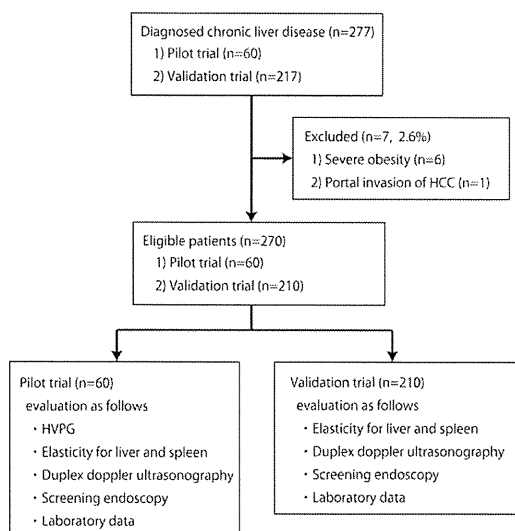 Diagnosed chronic liver disease (n=277)
1) Pilot trial (n=60)
2) Validation trial (n=217)
Excluded (n=7, 2.6%)
1) Severe obesity (n=6)
2) Portal invasion of HCC (n=1)
Eligible patients (n=270)
1) Pilot trial (n=60)
2) Validation trial (n=210)
Pilot trial (n=60)
evaluation as follows
・HVPG
・Elasticity for liver and spleen
・Duplex doppler ultrasonography
・Screening endoscopy
・Laboratory data
Validation trial (n=210)
evaluation as follows
・Elasticity for liver and spleen
・Duplex doppler ultrasonography
・Screening endoscopy
・Laboratory data